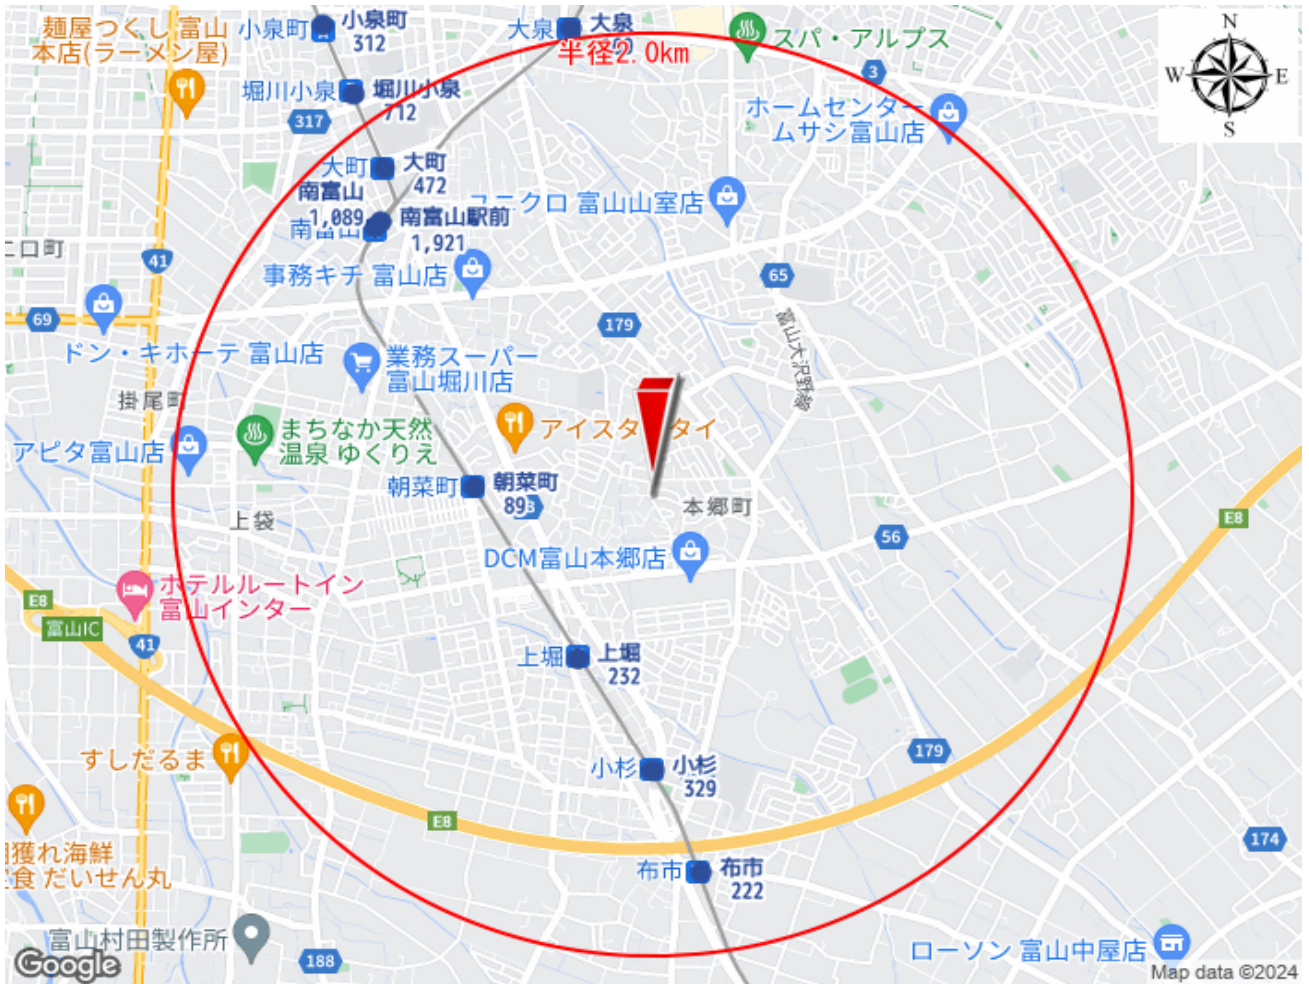 麺屋つくし 富山
本店(ラーメン屋)
小泉町
小泉町
312
大泉
大泉
半径2.0km
スパ・アルプス
3
N
W
E
S
堀川小泉
堀川小泉
712
317
ホームセンター
ムサシ富山店
大町
大町
472
南富山
1,089
南富山駅前
1,921
ユニクロ 富山山室店
41
事務キチ 富山店
65
69
179
富山大沢野線
ドン・キホーテ 富山店
業務スーパー
富山堀川店
掛尾町
まちなか天然
温泉 ゆくりえ
アピタ富山店
朝菜町
朝菜町
本郷町
上袋
56
E8
DCM富山本郷店
ホテルルートイン
富山インター
E8
富山IC
41
上堀
上堀
232
179
すしだるま
小杉
小杉
329
E8
174
布市
布市
222
獲れ海鮮
食 だいせん丸
富山村田製作所
188
ローソン 富山中屋店
Google
Map data ©2024